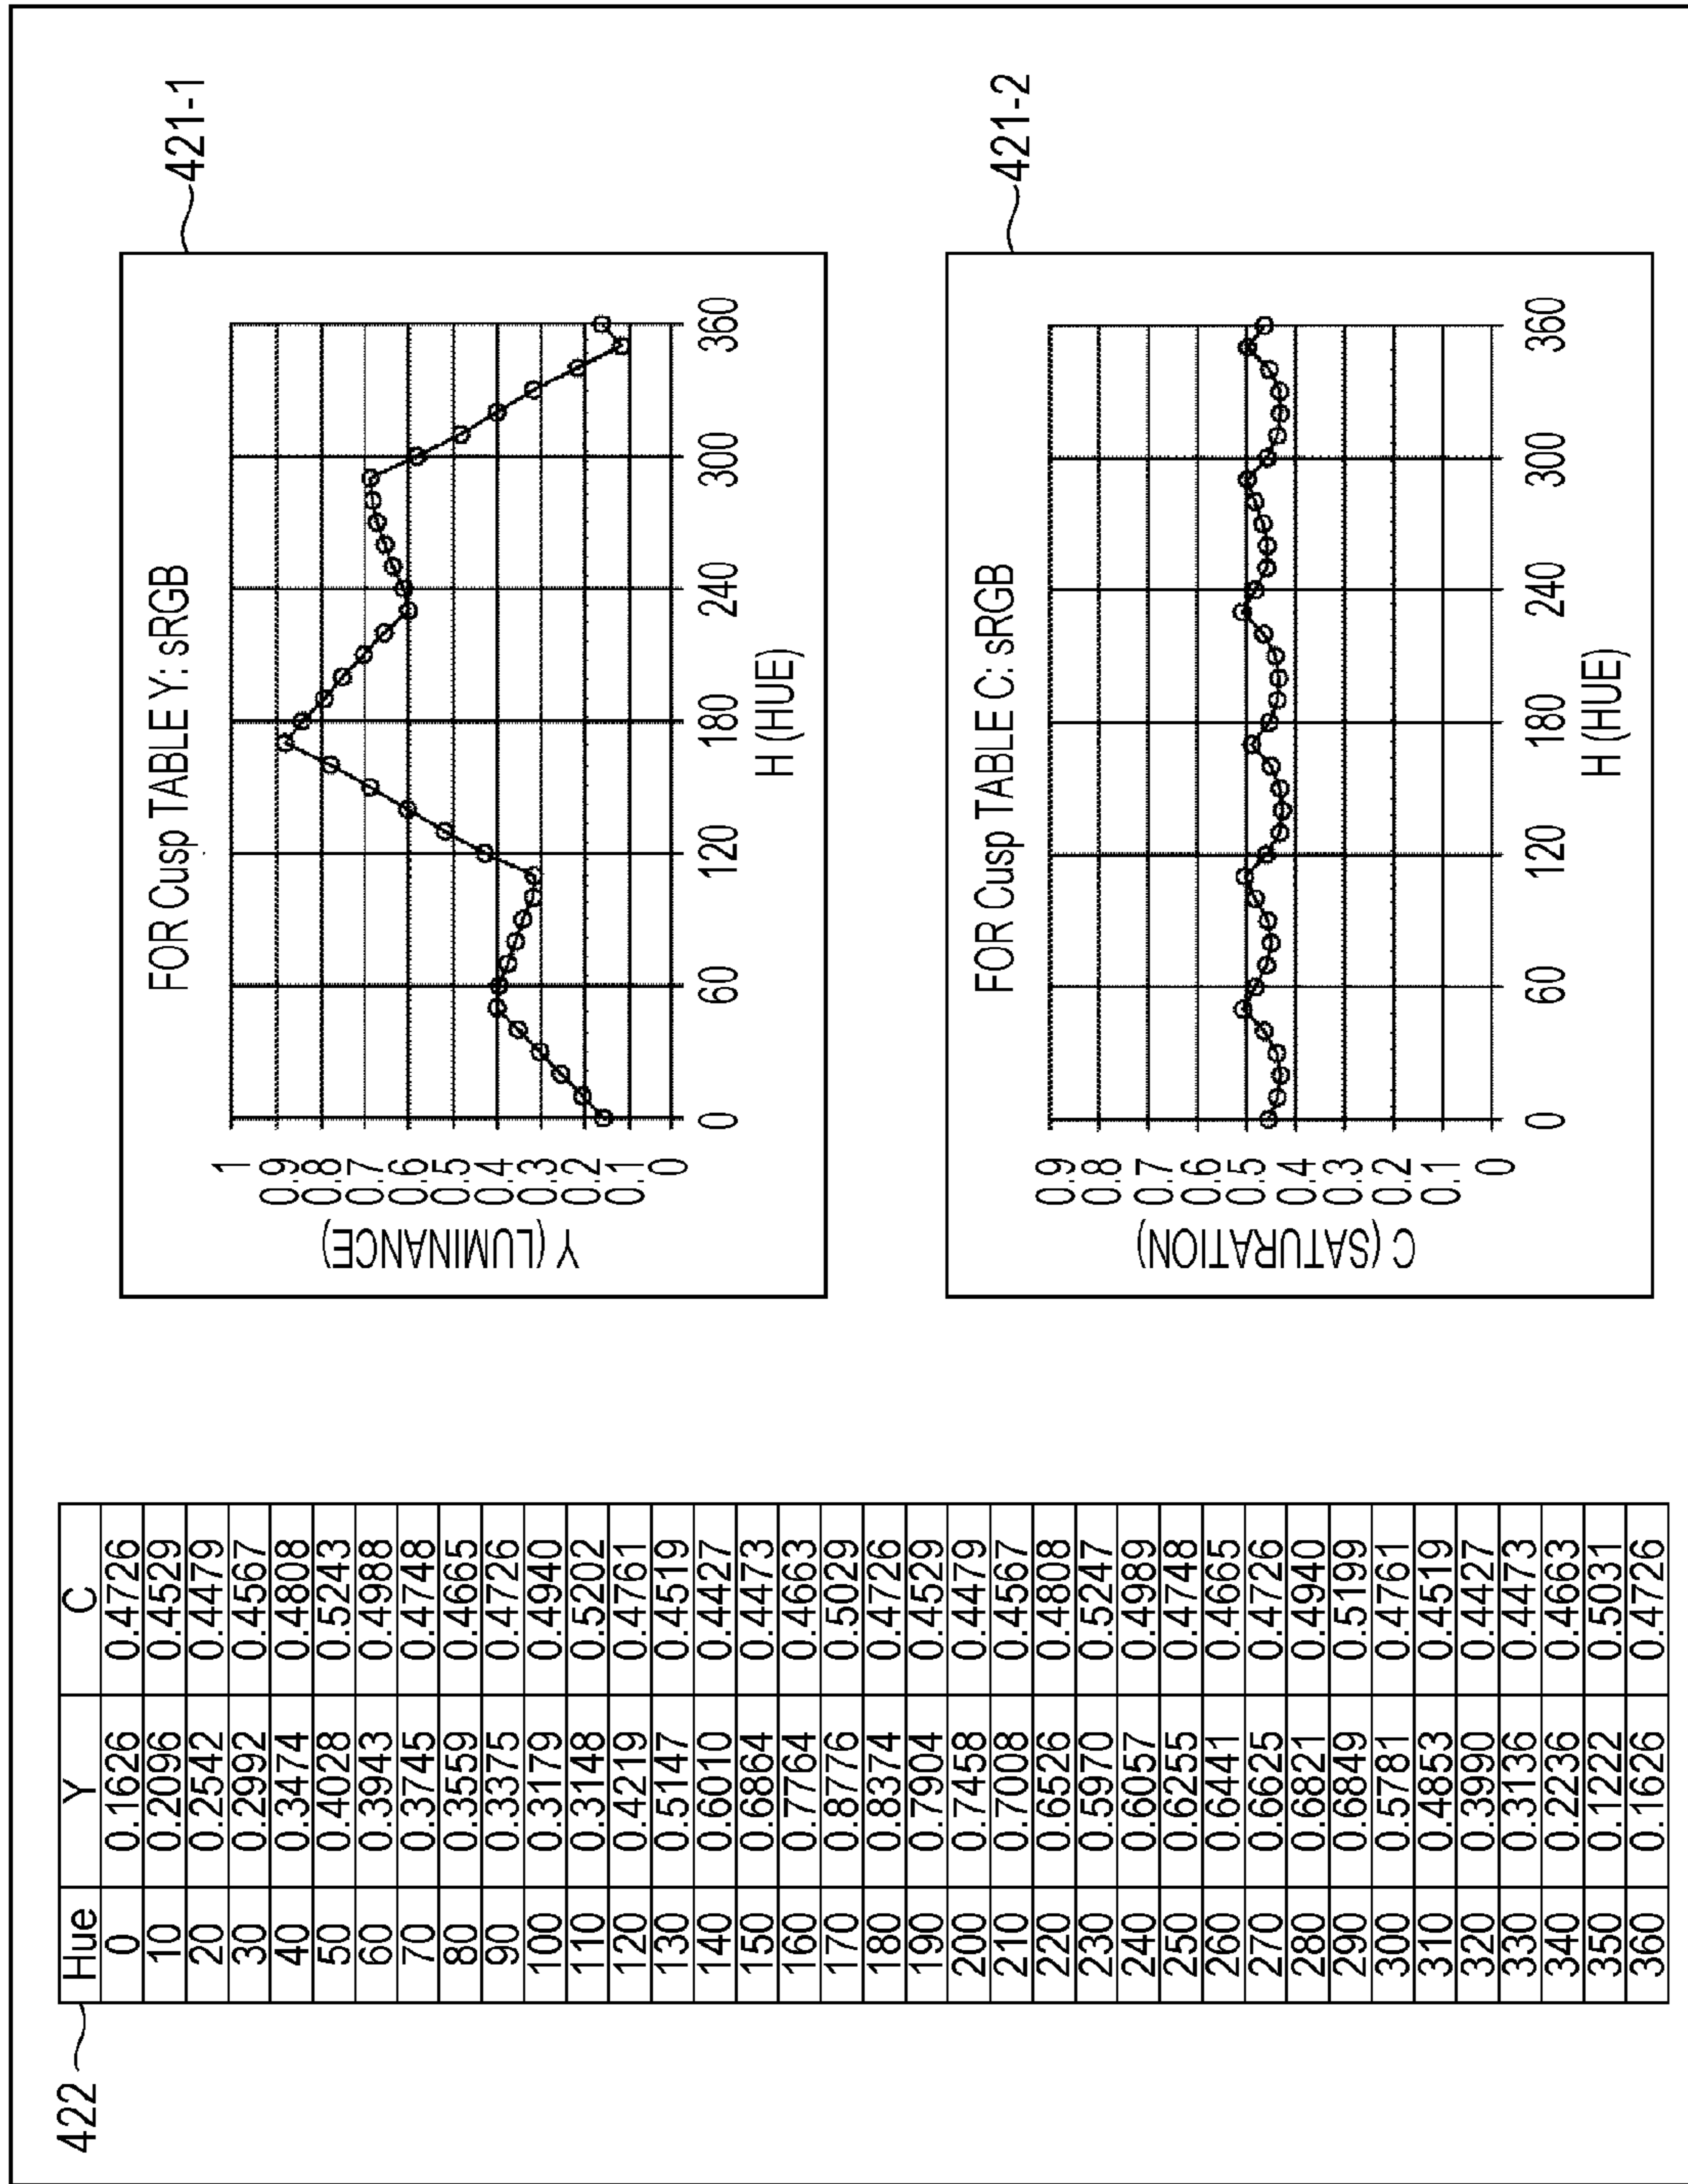 422
Hue Y C
0 0.1626 0.4726
10 0.2096 0.4529
20 0.2542 0.4479
30 0.2992 0.4567
40 0.3474 0.4808
50 0.4028 0.5243
60 0.3943 0.4988
70 0.3745 0.4748
80 0.3559 0.4665
90 0.3375 0.4726
100 0.3179 0.4940
110 0.3148 0.5202
120 0.4219 0.4761
130 0.5147 0.4519
140 0.6010 0.4427
150 0.6864 0.4473
160 0.7764 0.4663
170 0.8776 0.5029
180 0.8374 0.4726
190 0.7904 0.4529
200 0.7458 0.4479
210 0.7008 0.4567
220 0.6526 0.4808
230 0.5970 0.5247
240 0.6057 0.4989
250 0.6255 0.4748
260 0.6441 0.4665
270 0.6625 0.4726
280 0.6821 0.4940
290 0.6849 0.5199
300 0.5781 0.4761
310 0.4853 0.4519
320 0.3990 0.4427
330 0.3136 0.4473
340 0.2236 0.4663
350 0.1222 0.5031
360 0.1626 0.4726
421-1
FOR Cusp TABLE Y: sRGB
Y (LUMINANCE)
1
0.9
0.8
0.7
0.6
0.5
0.4
0.3
0.2
0.1
0
0 60 120 180 240 300 360
H (HUE)
421-2
FOR Cusp TABLE C: sRGB
C (SATURATION)
0.9
0.8
0.7
0.6
0.5
0.4
0.3
0.2
0.1
0
0 60 120 180 240 300 360
H (HUE)